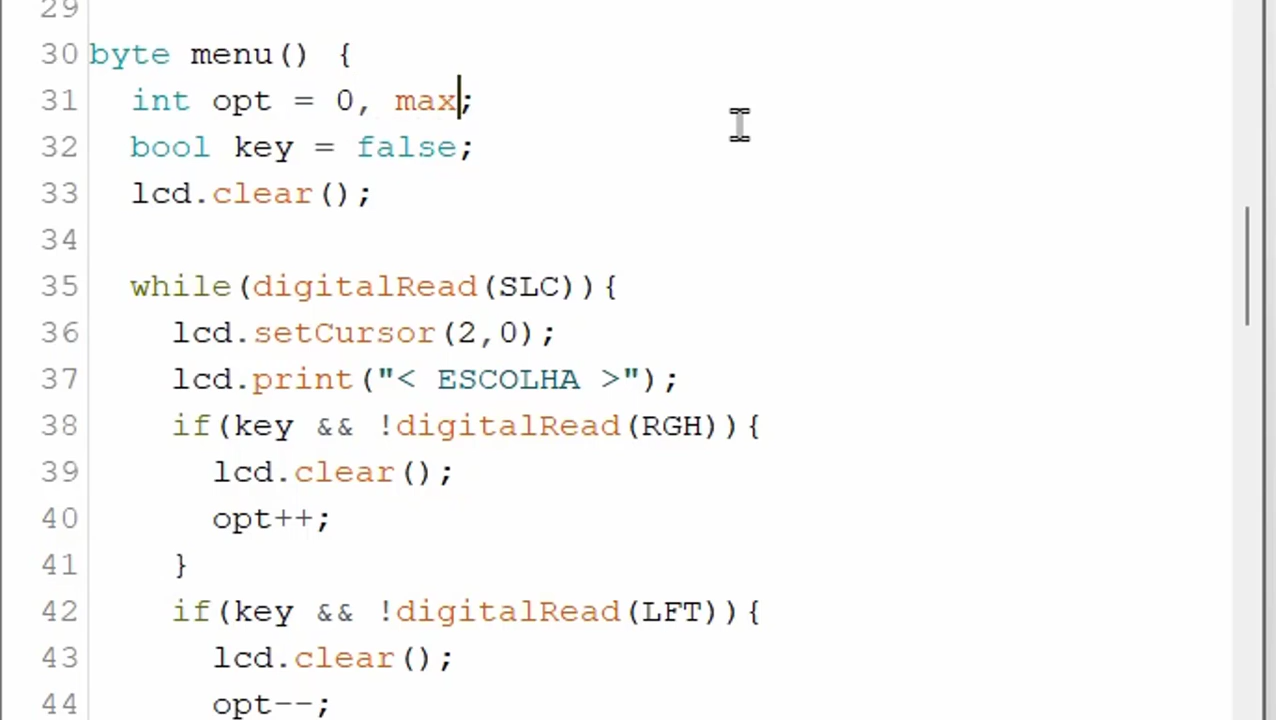 29
30 byte menu() {
31   int opt = 0, max;
32   bool key = false;
33   lcd.clear();
34
35   while(digitalRead(SLC)){
36     lcd.setCursor(2,0);
37     lcd.print("< ESCOLHA >");
38     if(key && !digitalRead(RGH)){
39       lcd.clear();
40       opt++;
41     }
42     if(key && !digitalRead(LFT)){
43       lcd.clear();
44       opt--;